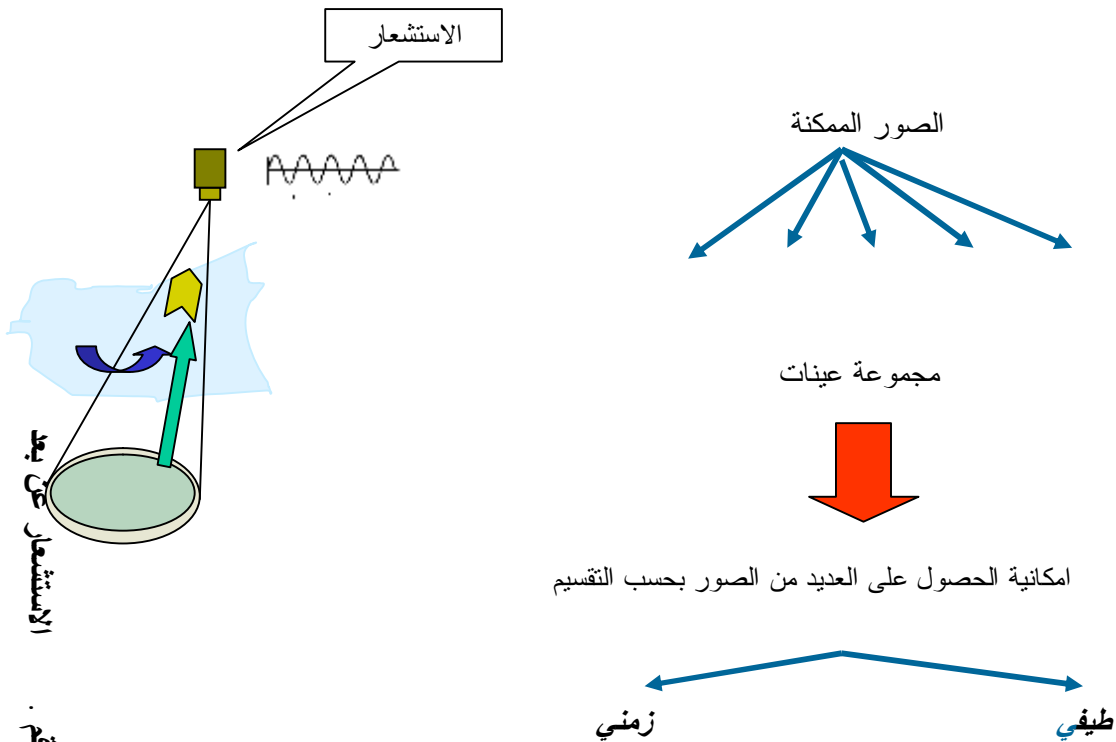 الاستشعار
الصور الممكنة
مجموعة عينات
امكانية الحصول على العديد من الصور بحسب التقسيم
طيفي
زمني
الاستشعار عن بعد